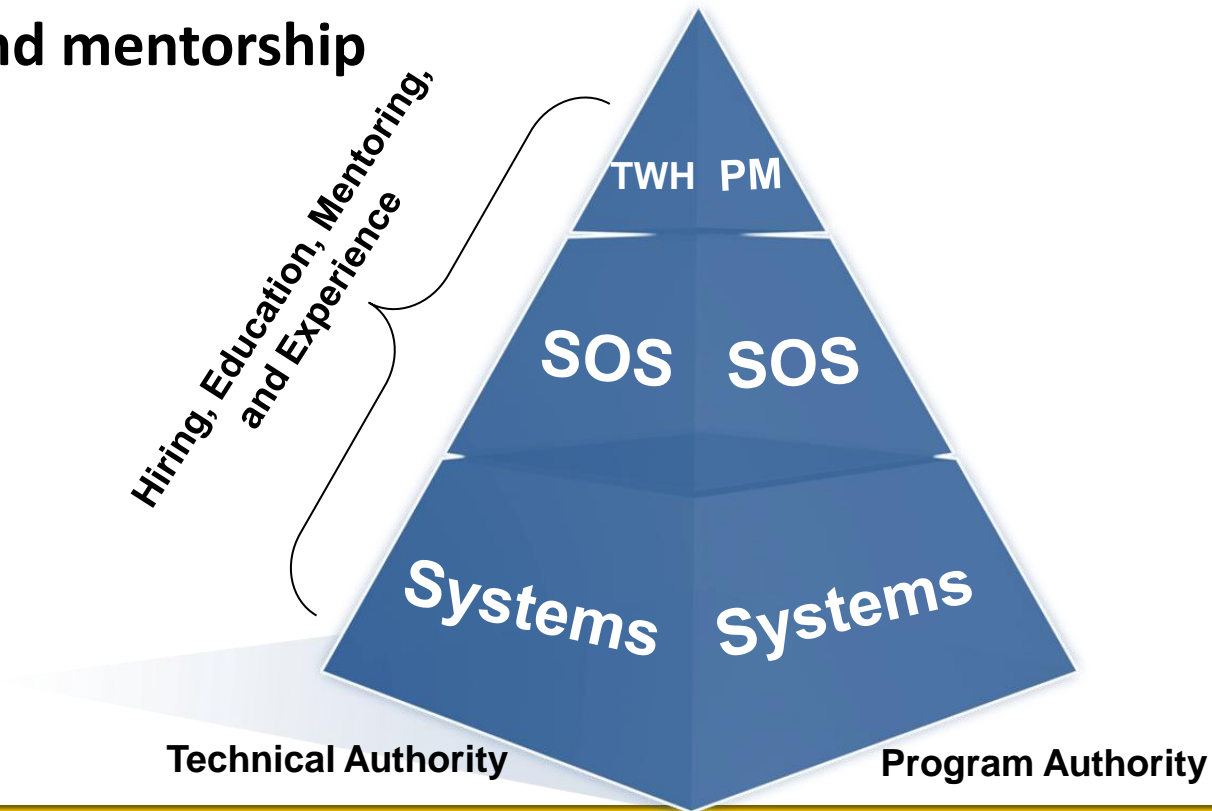 nd mentorship
Hiring, Education, Mentoring,
and Experience
TWH PM
SOS SOS
Systems Systems
Technical Authority
Program Authority